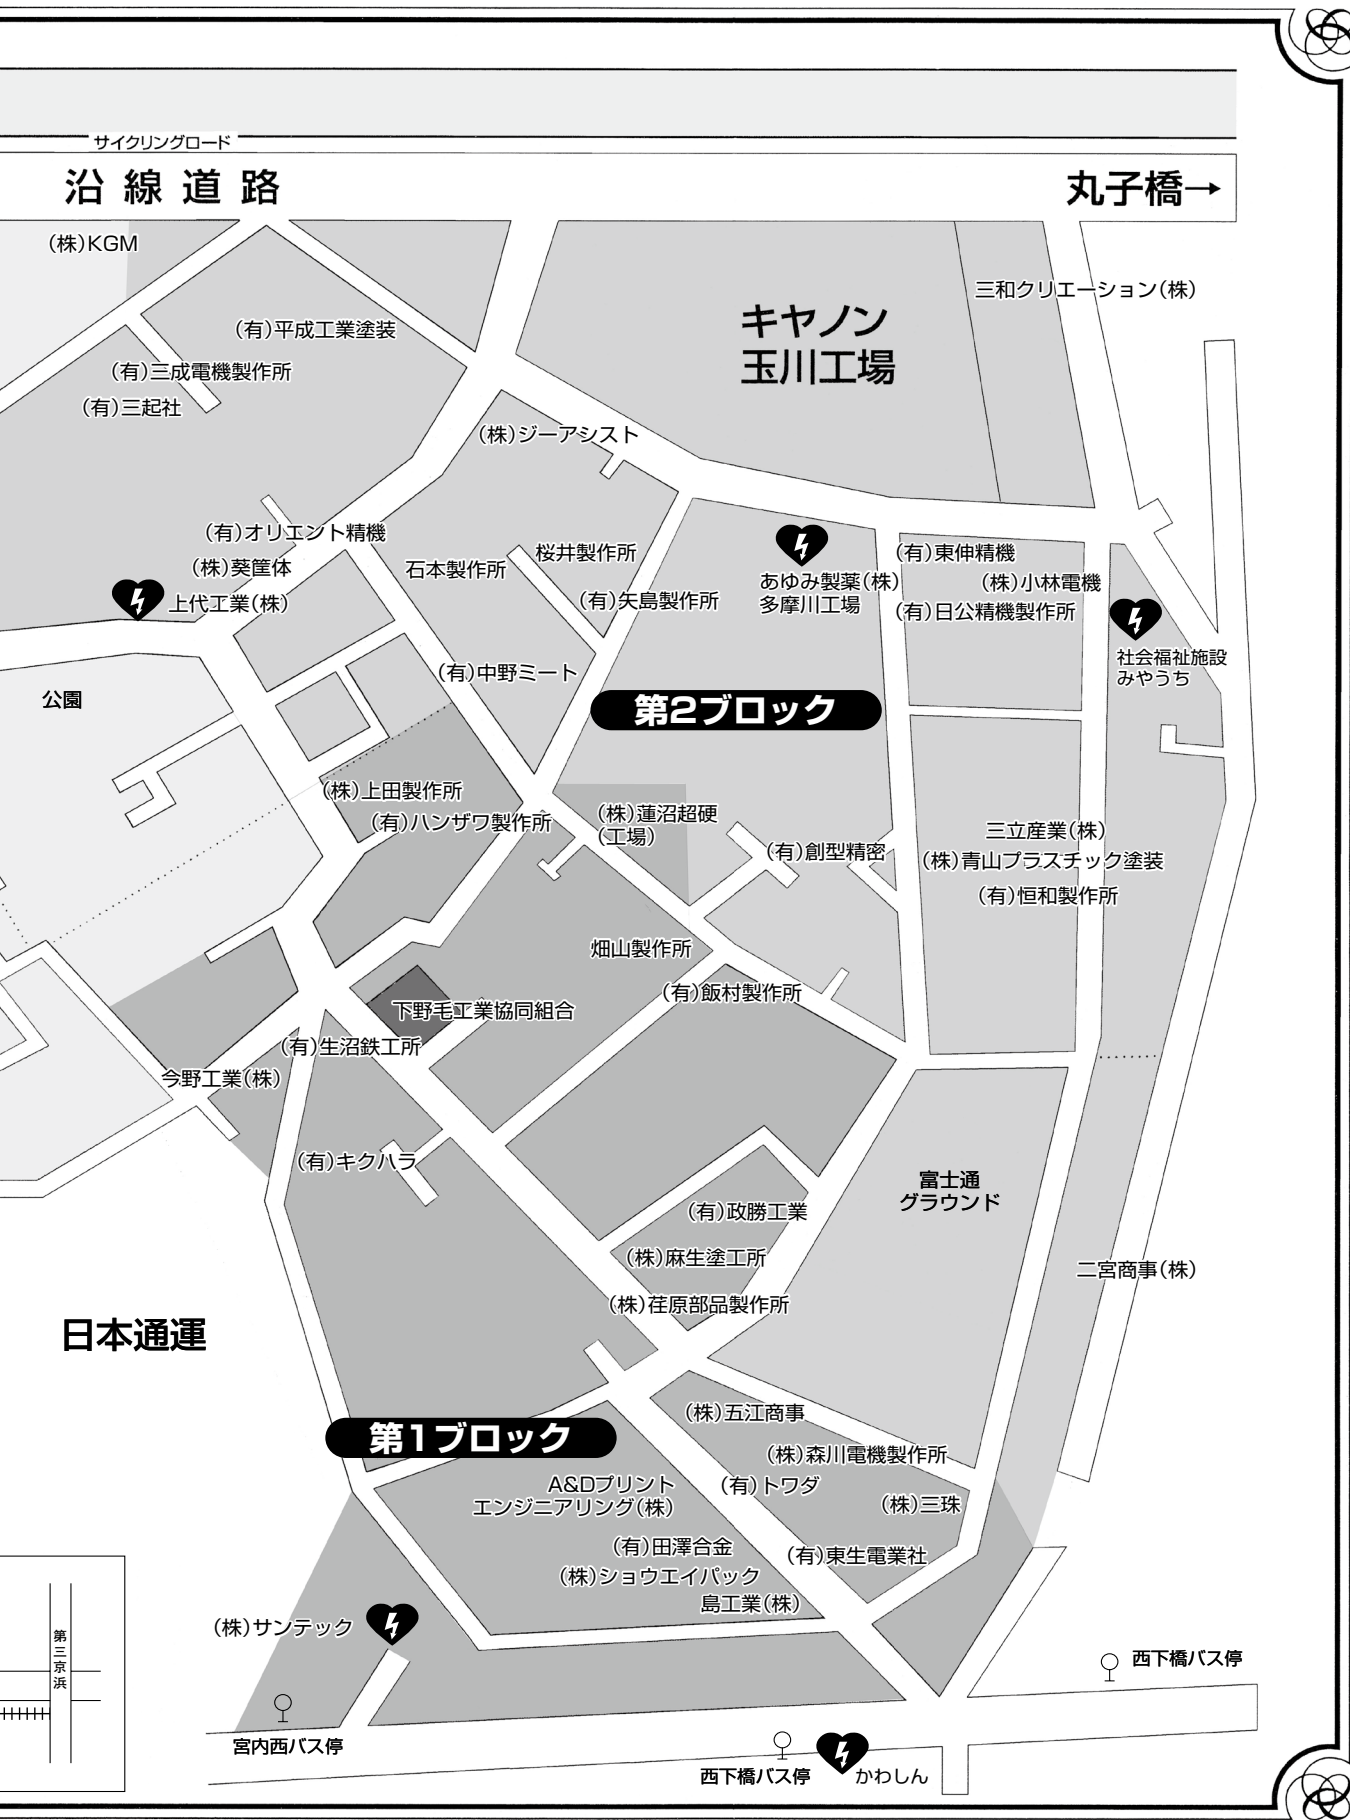 サイクリングロード
沿線道路
丸子橋→
(株)KGM
三和クリエーション(株)
キヤノン
玉川工場
(有)平成工業塗装
(有)三成電機製作所
(有)三起社
(株)ジーアシスト
(有)オリエント精機
(株)葵筐体
上代工業(株)
石本製作所
桜井製作所
(有)矢島製作所
あゆみ製薬(株)
多摩川工場
(有)東伸精機
(株)小林電機
(有)日公精機製作所
社会福祉施設
みやうち
公園
(有)中野ミート
第2ブロック
(株)上田製作所
(有)ハンザワ製作所
(株)蓮沼超硬
(工場)
(有)創型精密
三立産業(株)
(株)青山プラスチック塗装
(有)恒和製作所
畑山製作所
(有)飯村製作所
下野毛工業協同組合
(有)生沼鉄工所
今野工業(株)
(有)キクハラ
富士通
グラウンド
(有)政勝工業
(株)麻生塗工所
(株)荏原部品製作所
二宮商事(株)
日本通運
第1ブロック
(株)五江商事
(株)森川電機製作所
(有)トワダ
(株)三珠
A&Dプリント
エンジニアリング(株)
(有)田澤合金
(有)東生電業社
(株)ショウエイパック
島工業(株)
(株)サンテック
第三京浜
西下橋バス停
宮内西バス停
西下橋バス停
かわしん